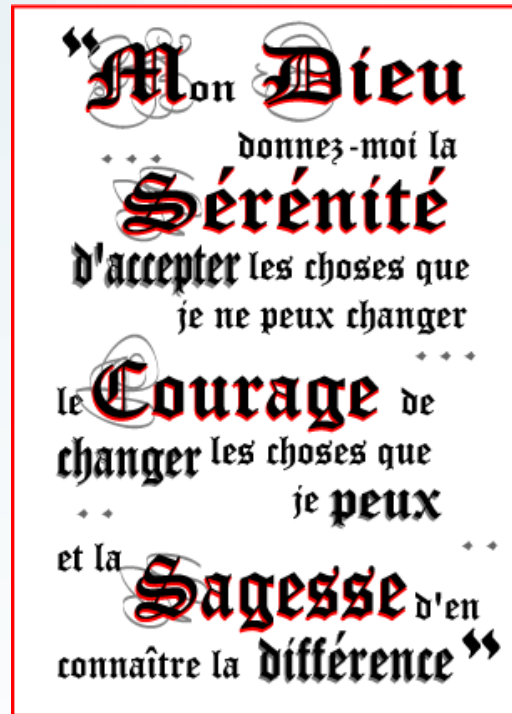 “Mon Dieu
donnez-moi la
Sérénité
d'accepter les choses que
je ne peux changer
le Courage de
changer les choses que
je peux
et la Sagesse d'en
connaître la différence”